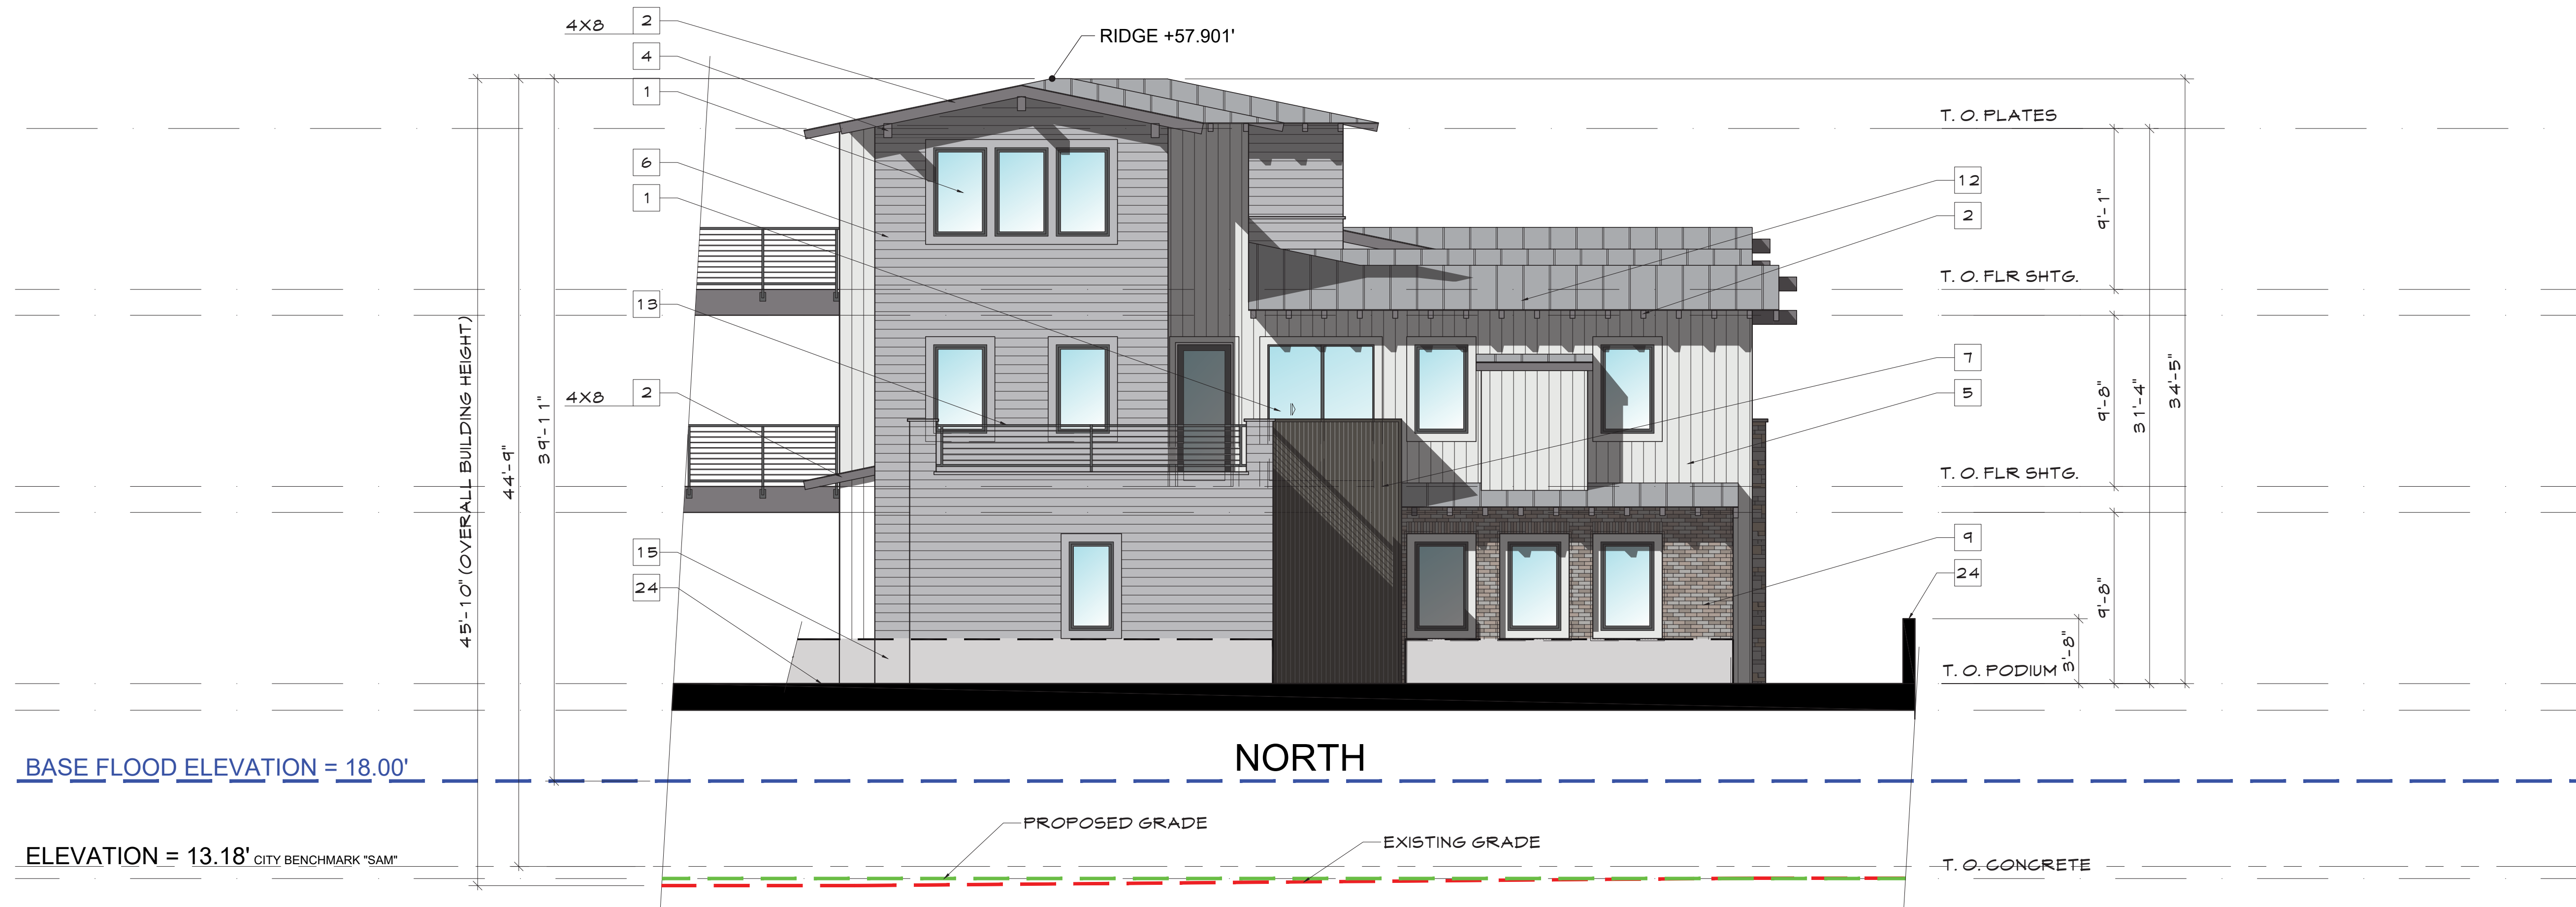 4X8 2
4
1
6
1
13
4X8 2
15
24
RIDGE +57.901'
45'-10" (OVERALL BUILDING HEIGHT)
44'-9"
39'-11"
T. O. PLATES
12
2
T. O. FLR SHTG.
7
5
T. O. FLR SHTG.
9
24
T. O. PODIUM
9'-1"
9'-8"
9'-8"
3'-8"
31'-4"
34'-5"
NORTH
BASE FLOOD ELEVATION = 18.00'
PROPOSED GRADE
EXISTING GRADE
ELEVATION = 13.18' CITY BENCHMARK "SAM"
T. O. CONCRETE